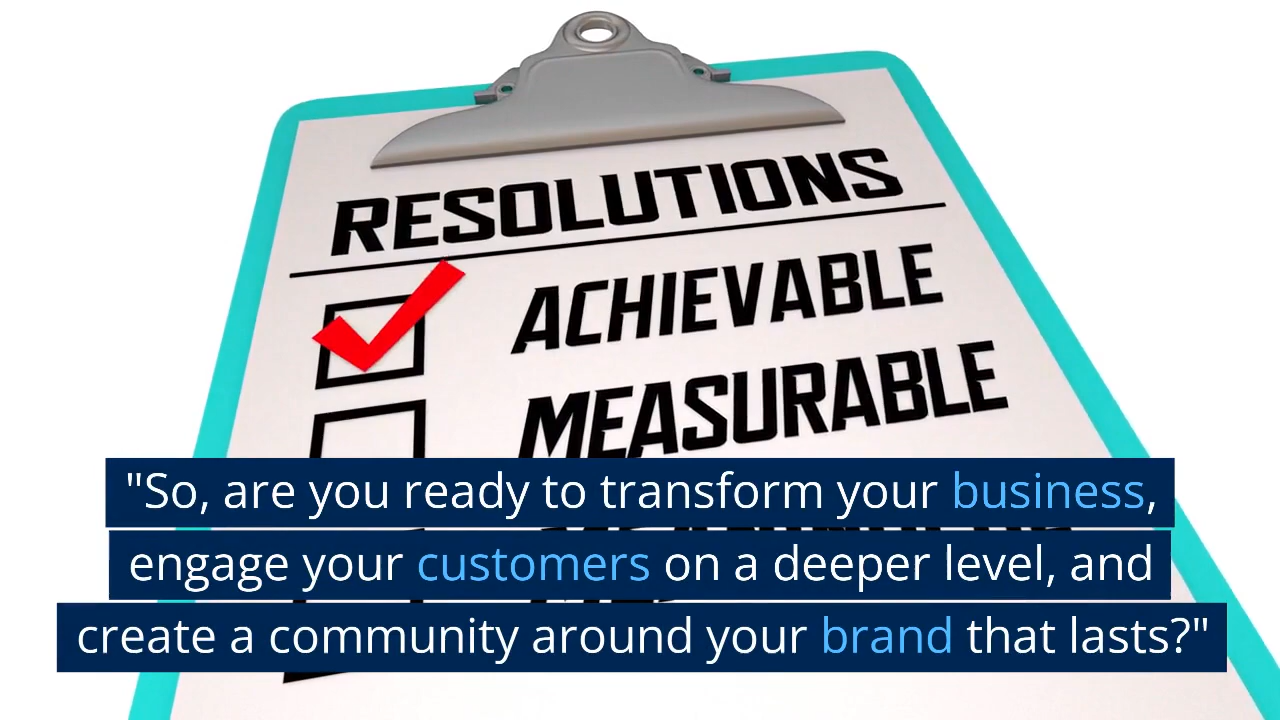 RESOLUTIONS
ACHIEVABLE
MEASURABLE
"So, are you ready to transform your business,
engage your customers on a deeper level, and
create a community around your brand that lasts?"